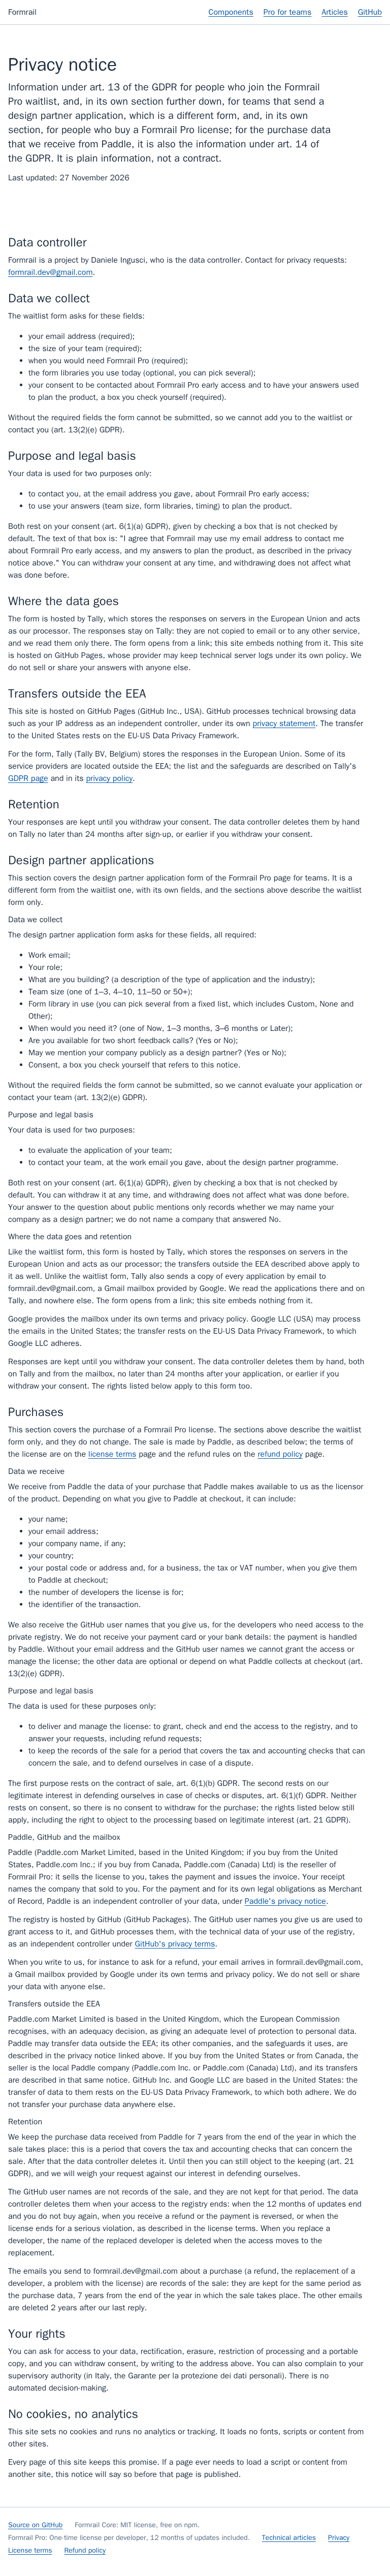 Formrail
Components Pro for teams Articles GitHub
Privacy notice
Information under art. 13 of the GDPR for people who join the Formrail
Pro waitlist, and, in its own section further down, for teams that send a
design partner application, which is a different form, and, in its own
section, for people who buy a Formrail Pro license; for the purchase data
that we receive from Paddle, it is also the information under art. 14 of
the GDPR. It is plain information, not a contract.
Last updated: 27 November 2026
Data controller
Formrail is a project by Daniele Ingusci, who is the data controller. Contact for privacy requests:
formrail.dev@gmail.com.
Data we collect
The waitlist form asks for these fields:
• your email address (required);
• the size of your team (required);
• when you would need Formrail Pro (required);
• the form libraries you use today (optional, you can pick several);
• your consent to be contacted about Formrail Pro early access and to have your answers used
to plan the product, a box you check yourself (required).
Without the required fields the form cannot be submitted, so we cannot add you to the waitlist or
contact you (art. 13(2)(e) GDPR).
Purpose and legal basis
Your data is used for two purposes only:
• to contact you, at the email address you gave, about Formrail Pro early access;
• to use your answers (team size, form libraries, timing) to plan the product.
Both rest on your consent (art. 6(1)(a) GDPR), given by checking a box that is not checked by
default. The text of that box is: "I agree that Formrail may use my email address to contact me
about Formrail Pro early access, and my answers to plan the product, as described in the privacy
notice above." You can withdraw your consent at any time, and withdrawing does not affect what
was done before.
Where the data goes
The form is hosted by Tally, which stores the responses on servers in the European Union and acts
as our processor. The responses stay on Tally: they are not copied to email or to any other service,
and we read them only there. The form opens from a link; this site embeds nothing from it. This site
is hosted on GitHub Pages, whose provider may keep technical server logs under its own policy. We
do not sell or share your answers with anyone else.
Transfers outside the EEA
This site is hosted on GitHub Pages (GitHub Inc., USA). GitHub processes technical browsing data
such as your IP address as an independent controller, under its own privacy statement. The transfer
to the United States rests on the EU-US Data Privacy Framework.
For the form, Tally (Tally BV, Belgium) stores the responses in the European Union. Some of its
service providers are located outside the EEA; the list and the safeguards are described on Tally's
GDPR page and in its privacy policy.
Retention
Your responses are kept until you withdraw your consent. The data controller deletes them by hand
on Tally no later than 24 months after sign-up, or earlier if you withdraw your consent.
Design partner applications
This section covers the design partner application form of the Formrail Pro page for teams. It is a
different form from the waitlist one, with its own fields, and the sections above describe the waitlist
form only.
Data we collect
The design partner application form asks for these fields, all required:
• Work email;
• Your role;
• What are you building? (a description of the type of application and the industry);
• Team size (one of 1–3, 4–10, 11–50 or 50+);
• Form library in use (you can pick several from a fixed list, which includes Custom, None and
Other);
• When would you need it? (one of Now, 1–3 months, 3–6 months or Later);
• Are you available for two short feedback calls? (Yes or No);
• May we mention your company publicly as a design partner? (Yes or No);
• Consent, a box you check yourself that refers to this notice.
Without the required fields the form cannot be submitted, so we cannot evaluate your application or
contact your team (art. 13(2)(e) GDPR).
Purpose and legal basis
Your data is used for two purposes:
• to evaluate the application of your team;
• to contact your team, at the work email you gave, about the design partner programme.
Both rest on your consent (art. 6(1)(a) GDPR), given by checking a box that is not checked by
default. You can withdraw it at any time, and withdrawing does not affect what was done before.
Your answer to the question about public mentions only records whether we may name your
company as a design partner; we do not name a company that answered No.
Where the data goes and retention
Like the waitlist form, this form is hosted by Tally, which stores the responses on servers in the
European Union and acts as our processor; the transfers outside the EEA described above apply to
it as well. Unlike the waitlist form, Tally also sends a copy of every application by email to
formrail.dev@gmail.com, a Gmail mailbox provided by Google. We read the applications there and on
Tally, and nowhere else. The form opens from a link; this site embeds nothing from it.
Google provides the mailbox under its own terms and privacy policy. Google LLC (USA) may process
the emails in the United States; the transfer rests on the EU-US Data Privacy Framework, to which
Google LLC adheres.
Responses are kept until you withdraw your consent. The data controller deletes them by hand, both
on Tally and from the mailbox, no later than 24 months after your application, or earlier if you
withdraw your consent. The rights listed below apply to this form too.
Purchases
This section covers the purchase of a Formrail Pro license. The sections above describe the waitlist
form only, and they do not change. The sale is made by Paddle, as described below; the terms of
the license are on the license terms page and the refund rules on the refund policy page.
Data we receive
We receive from Paddle the data of your purchase that Paddle makes available to us as the licensor
of the product. Depending on what you give to Paddle at checkout, it can include:
• your name;
• your email address;
• your company name, if any;
• your country;
• your postal code or address and, for a business, the tax or VAT number, when you give them
to Paddle at checkout;
• the number of developers the license is for;
• the identifier of the transaction.
We also receive the GitHub user names that you give us, for the developers who need access to the
private registry. We do not receive your payment card or your bank details: the payment is handled
by Paddle. Without your email address and the GitHub user names we cannot grant the access or
manage the license; the other data are optional or depend on what Paddle collects at checkout (art.
13(2)(e) GDPR).
Purpose and legal basis
The data is used for these purposes only:
• to deliver and manage the license: to grant, check and end the access to the registry, and to
answer your requests, including refund requests;
• to keep the records of the sale for a period that covers the tax and accounting checks that can
concern the sale, and to defend ourselves in case of a dispute.
The first purpose rests on the contract of sale, art. 6(1)(b) GDPR. The second rests on our
legitimate interest in defending ourselves in case of checks or disputes, art. 6(1)(f) GDPR. Neither
rests on consent, so there is no consent to withdraw for the purchase; the rights listed below still
apply, including the right to object to the processing based on legitimate interest (art. 21 GDPR).
Paddle, GitHub and the mailbox
Paddle (Paddle.com Market Limited, based in the United Kingdom; if you buy from the United
States, Paddle.com Inc.; if you buy from Canada, Paddle.com (Canada) Ltd) is the reseller of
Formrail Pro: it sells the license to you, takes the payment and issues the invoice. Your receipt
names the company that sold to you. For the payment and for its own legal obligations as Merchant
of Record, Paddle is an independent controller of your data, under Paddle's privacy notice.
The registry is hosted by GitHub (GitHub Packages). The GitHub user names you give us are used to
grant access to it, and GitHub processes them, with the technical data of your use of the registry,
as an independent controller under GitHub's privacy terms.
When you write to us, for instance to ask for a refund, your email arrives in formrail.dev@gmail.com,
a Gmail mailbox provided by Google under its own terms and privacy policy. We do not sell or share
your data with anyone else.
Transfers outside the EEA
Paddle.com Market Limited is based in the United Kingdom, which the European Commission
recognises, with an adequacy decision, as giving an adequate level of protection to personal data.
Paddle may transfer data outside the EEA; its other companies, and the safeguards it uses, are
described in the privacy notice linked above. If you buy from the United States or from Canada, the
seller is the local Paddle company (Paddle.com Inc. or Paddle.com (Canada) Ltd), and its transfers
are described in that same notice. GitHub Inc. and Google LLC are based in the United States: the
transfer of data to them rests on the EU-US Data Privacy Framework, to which both adhere. We do
not transfer your purchase data anywhere else.
Retention
We keep the purchase data received from Paddle for 7 years from the end of the year in which the
sale takes place: this is a period that covers the tax and accounting checks that can concern the
sale. After that the data controller deletes it. Until then you can still object to the keeping (art. 21
GDPR), and we will weigh your request against our interest in defending ourselves.
The GitHub user names are not records of the sale, and they are not kept for that period. The data
controller deletes them when your access to the registry ends: when the 12 months of updates end
and you do not buy again, when you receive a refund or the payment is reversed, or when the
license ends for a serious violation, as described in the license terms. When you replace a
developer, the name of the replaced developer is deleted when the access moves to the
replacement.
The emails you send to formrail.dev@gmail.com about a purchase (a refund, the replacement of a
developer, a problem with the license) are records of the sale: they are kept for the same period as
the purchase data, 7 years from the end of the year in which the sale takes place. The other emails
are deleted 2 years after our last reply.
Your rights
You can ask for access to your data, rectification, erasure, restriction of processing and a portable
copy, and you can withdraw consent, by writing to the address above. You can also complain to your
supervisory authority (in Italy, the Garante per la protezione dei dati personali). There is no
automated decision-making.
No cookies, no analytics
This site sets no cookies and runs no analytics or tracking. It loads no fonts, scripts or content from
other sites.
Every page of this site keeps this promise. If a page ever needs to load a script or content from
another site, this notice will say so before that page is published.
Source on GitHub Formrail Core: MIT license, free on npm.
Formrail Pro: One-time license per developer, 12 months of updates included. Technical articles Privacy
License terms Refund policy